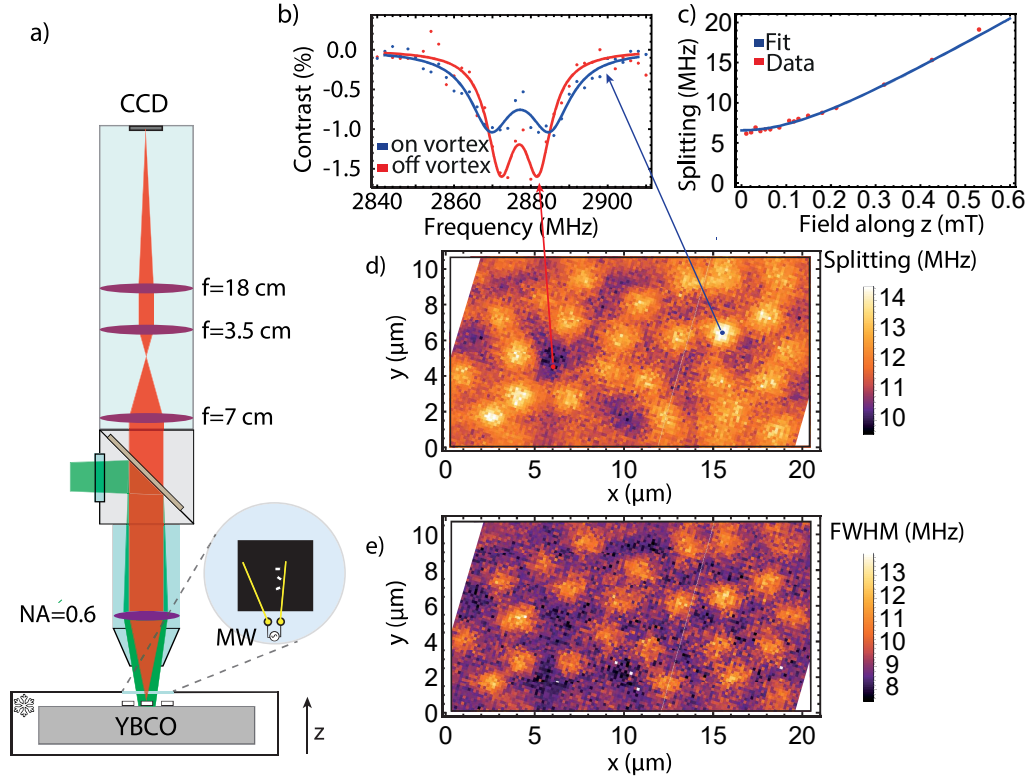 a)
CCD
f=18 cm
f=3.5 cm
f=7 cm
NA=0.6
MW
YBCO
z
b)
Contrast (%)
0.0
-0.5
-1.0
-1.5
on vortex
off vortex
2840 2860 2880 2900
Frequency (MHz)
c)
Splitting (MHz)
20
15
10
5
0
Fit
Data
0 0.1 0.2 0.3 0.4 0.5 0.6
Field along z (mT)
d)
Splitting (MHz)
y (μm)
10
8
6
4
2
0
0 5 10 15 20
x (μm)
14
13
12
11
10
e)
FWHM (MHz)
y (μm)
10
8
6
4
2
0
0 5 10 15 20
x (μm)
13
12
11
10
9
8